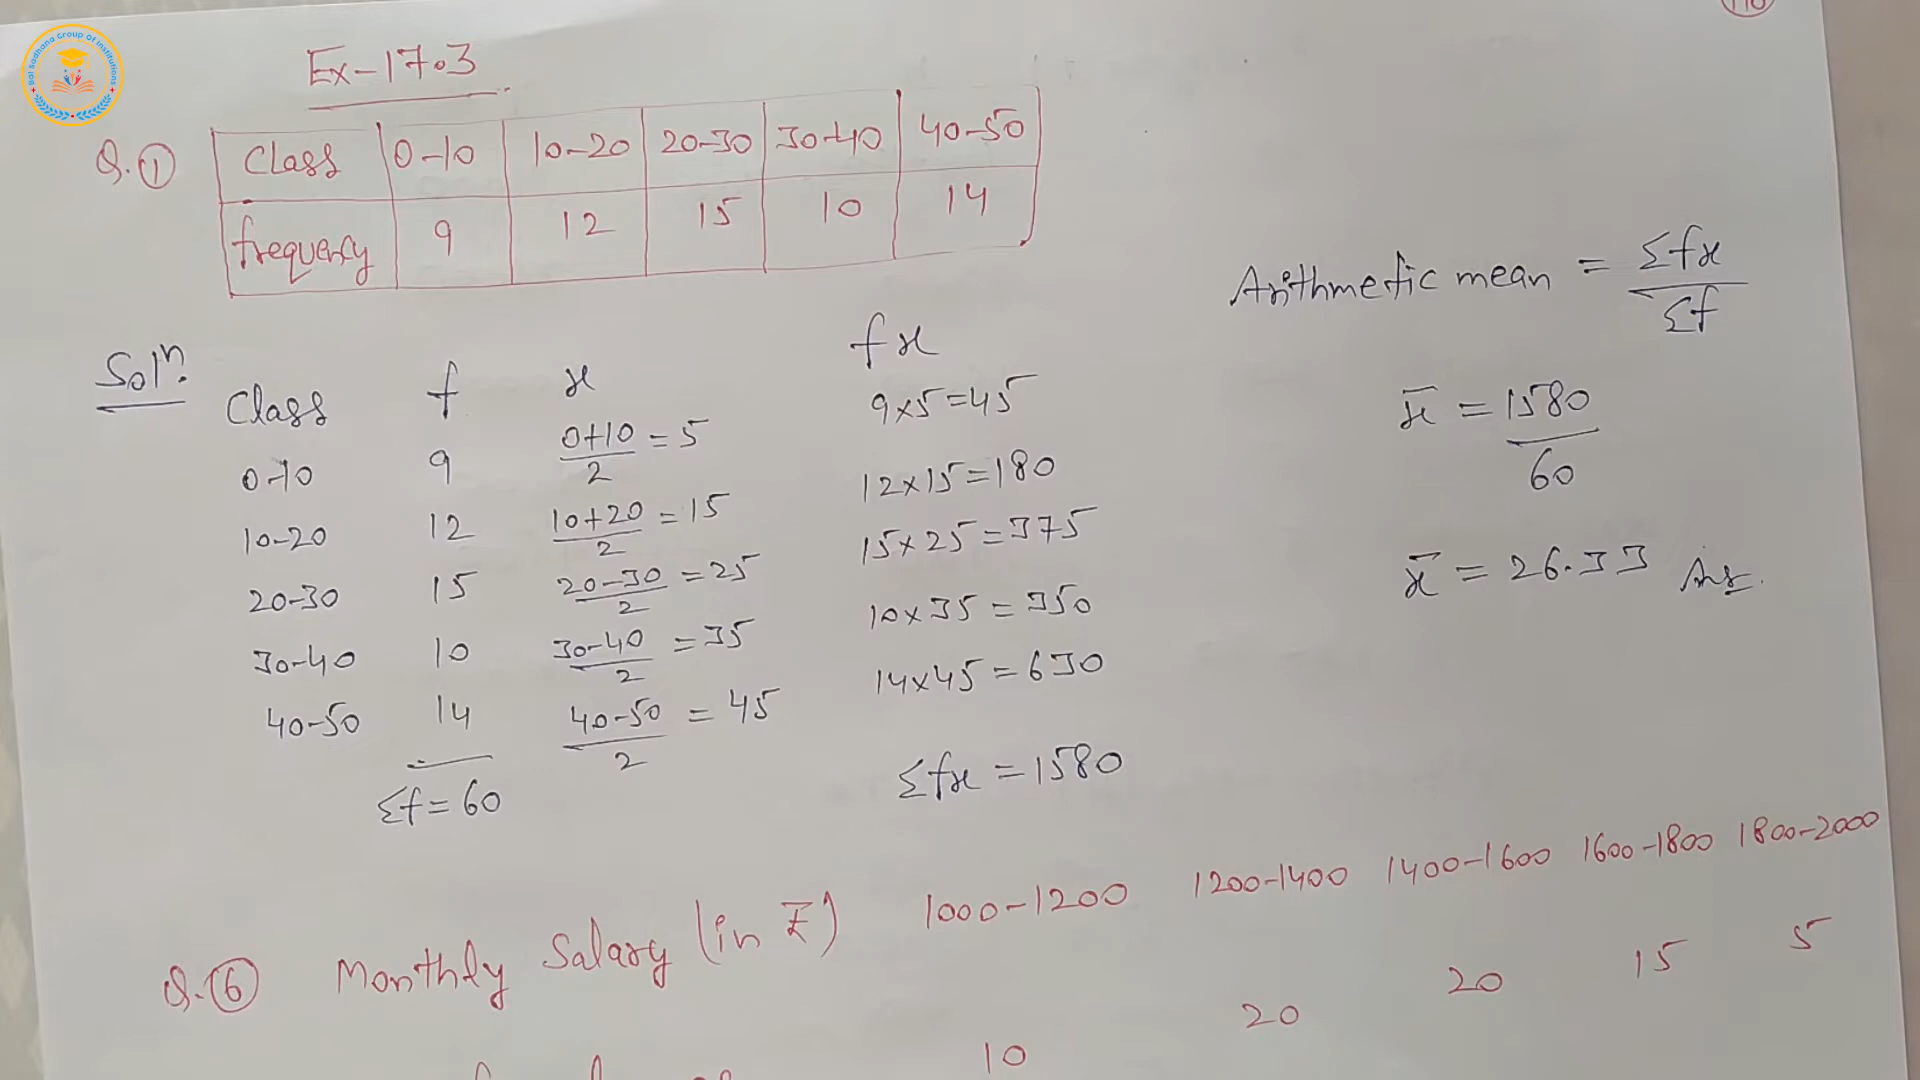 Bal Sadhana Group Of Institutions
Ex-17.3
Q.1 Class 0-10 10-20 20-30 30-40 40-50
frequency 9 12 15 10 14
Arithmetic mean = Σfx / Σf
Soln.
Class f x fx
0-10 9 0+10/2 = 5 9×5=45
10-20 12 10+20/2 = 15 12×15=180
20-30 15 20-30/2 = 25 15×25=375
30-40 10 30-40/2 = 35 10×35=350
40-50 14 40-50/2 = 45 14×45=630
Σf=60 Σfx=1580
x̄ = 1580/60
x̄ = 26.33 Ans.
Q.6 Monthly Salary (in ₹) 1000-1200 1200-1400 1400-1600 1600-1800 1800-2000
10 20 20 15 5